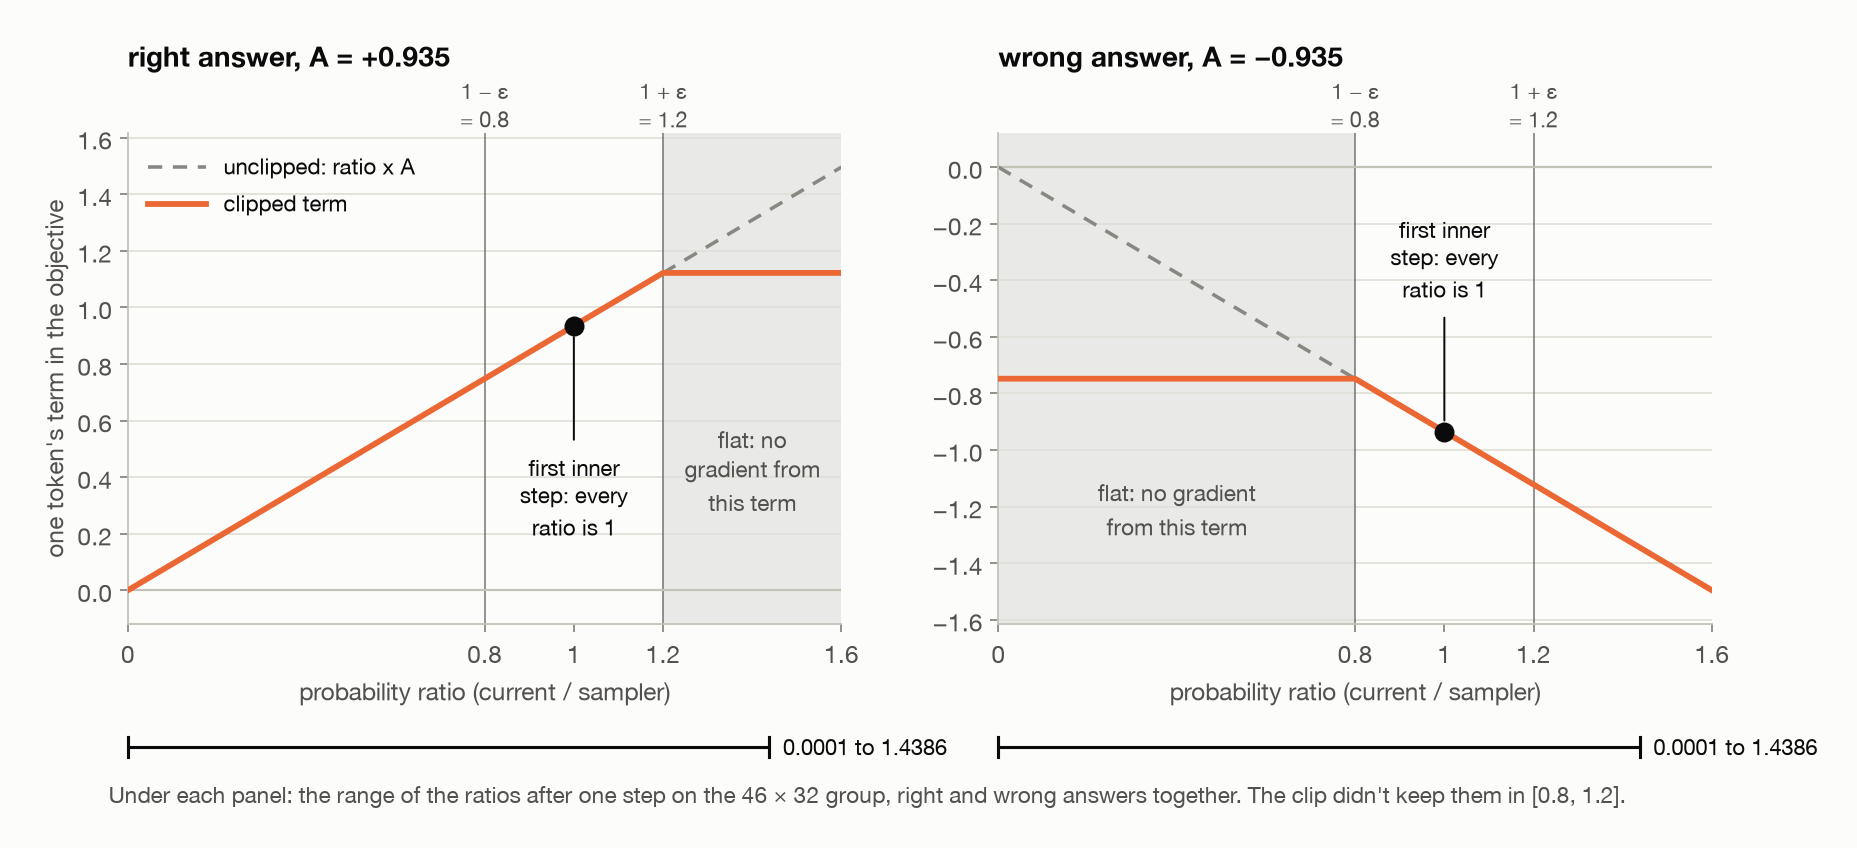 right answer, A = +0.935
1 − ε
= 0.8
1 + ε
= 1.2
unclipped: ratio x A
clipped term
one token's term in the objective
1.6
1.4
1.2
1.0
0.8
0.6
0.4
0.2
0.0
first inner
step: every
ratio is 1
flat: no
gradient from
this term
0
0.8
1
1.2
1.6
probability ratio (current / sampler)
0.0001 to 1.4386
wrong answer, A = −0.935
1 − ε
= 0.8
1 + ε
= 1.2
0.0
−0.2
−0.4
−0.6
−0.8
−1.0
−1.2
−1.4
−1.6
first inner
step: every
ratio is 1
flat: no gradient
from this term
0
0.8
1
1.2
1.6
probability ratio (current / sampler)
0.0001 to 1.4386
Under each panel: the range of the ratios after one step on the 46 × 32 group, right and wrong answers together. The clip didn't keep them in [0.8, 1.2].